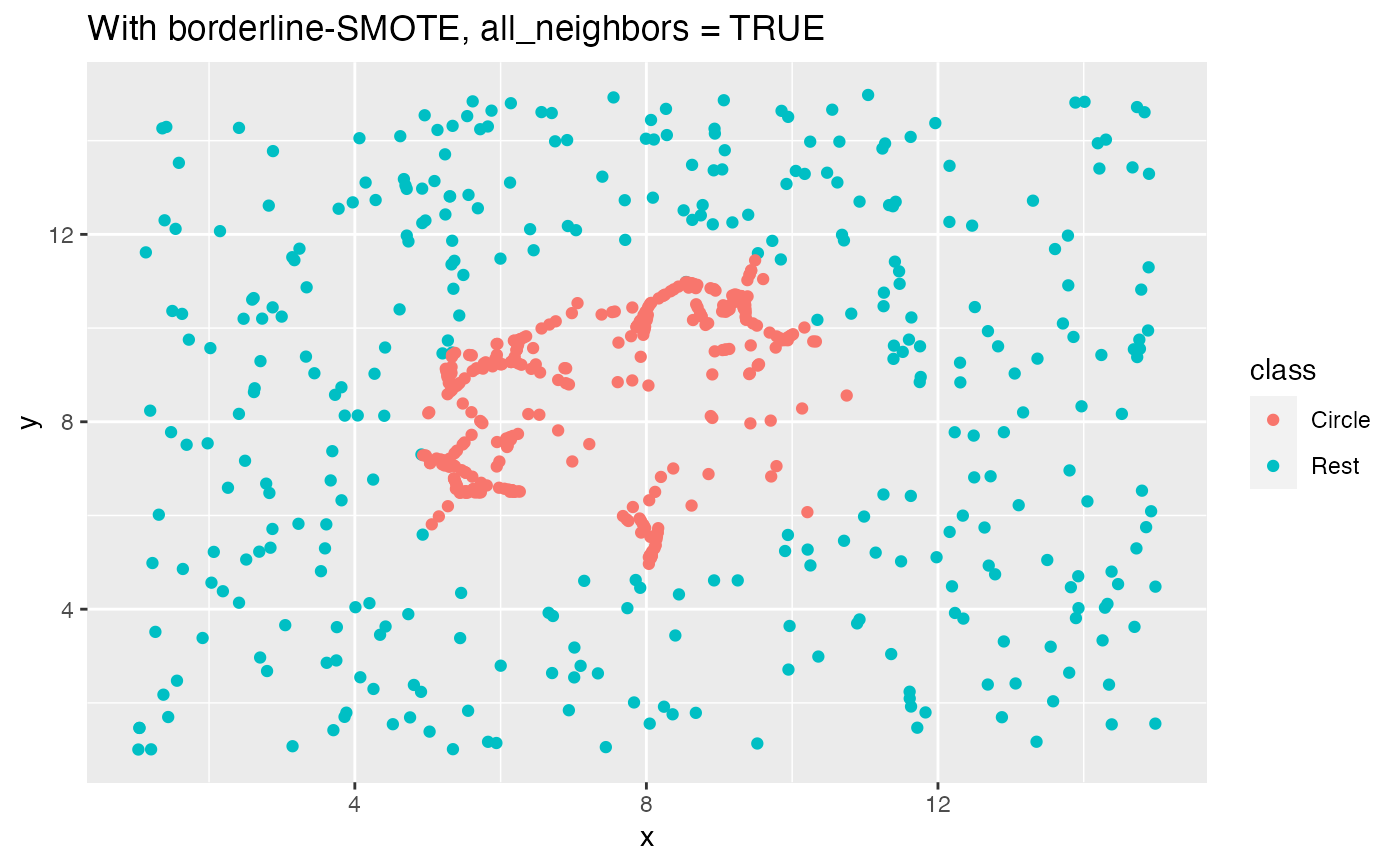 With borderline-SMOTE, all_neighbors = TRUE
12
8
4
y
4
8
12
x
class
Circle
Rest